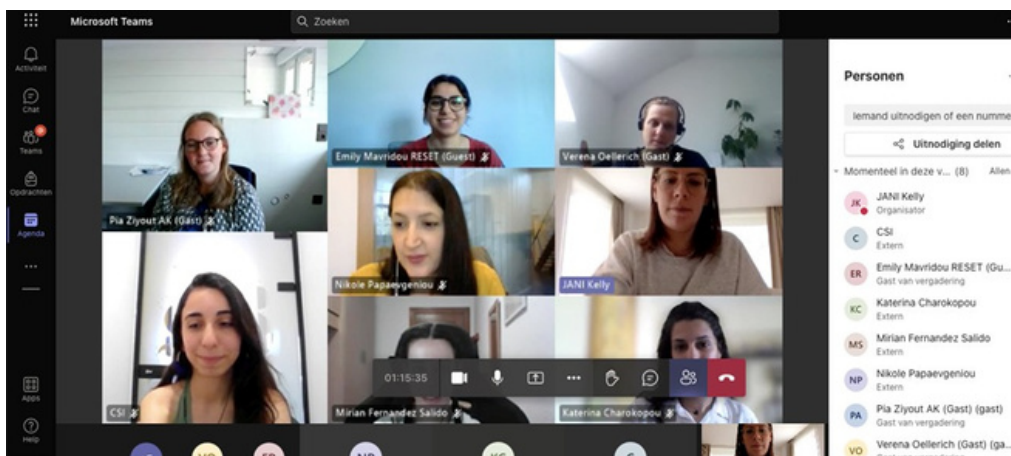 Microsoft Teams
Zoeken
Activiteit
Chat
Teams
Opdrachten
Agenda
Apps
Help
Pia Ziyout AK (Gast)
Emily Mavridou RESET (Guest)
Verena Oellerich (Gast)
Nikole Papaevgeniou
JANI Kelly
CSI
Mirian Fernandez Salido
Katerina Charokopou
01:15:35
NP
KC
C
Personen
Iemand uitnodigen of een numme
Uitnodiging delen
Momenteel in deze v... (8) Allen
JK JANI Kelly
Organisator
C CSI
Extern
ER Emily Mavridou RESET (Gu...
Gast van vergadering
KC Katerina Charokopou
Extern
MS Mirian Fernandez Salido
Extern
NP Nikole Papaevgeniou
Extern
PA Pia Ziyout AK (Gast) (gast)
Gast van vergadering
VO Verena Oellerich (Gast) (ga...